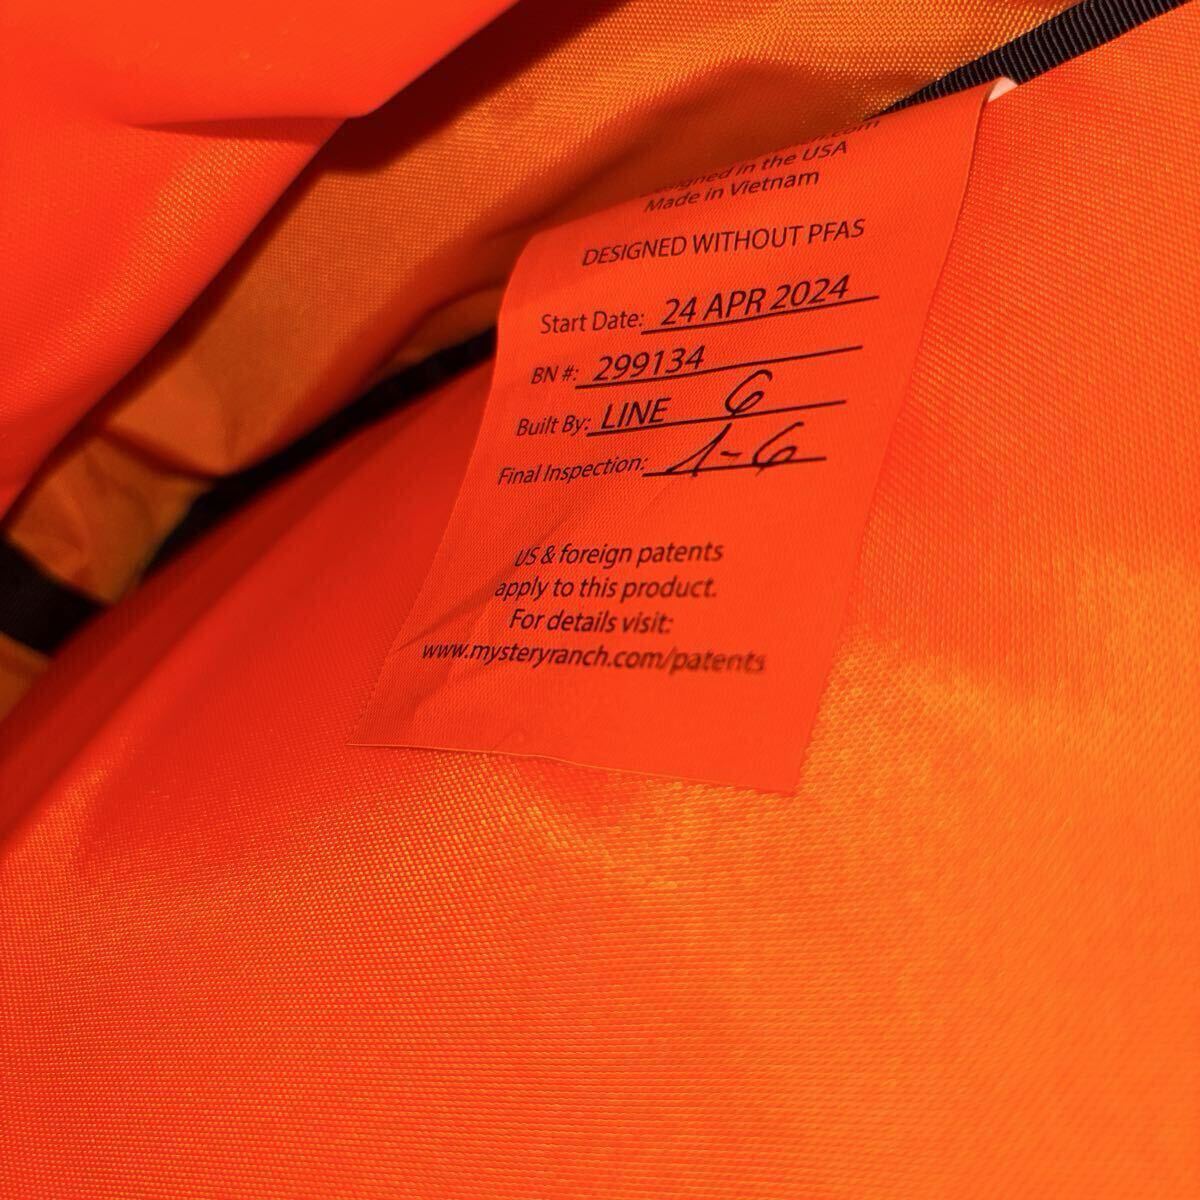 Designed in the USA
Made in Vietnam
DESIGNED WITHOUT PFAS
Start Date: 24 APR 2024
BN #: 299134
Built By: LINE 6
Final Inspection: 1-6
US & foreign patents
apply to this product.
For details visit:
www.mysteryranch.com/patents